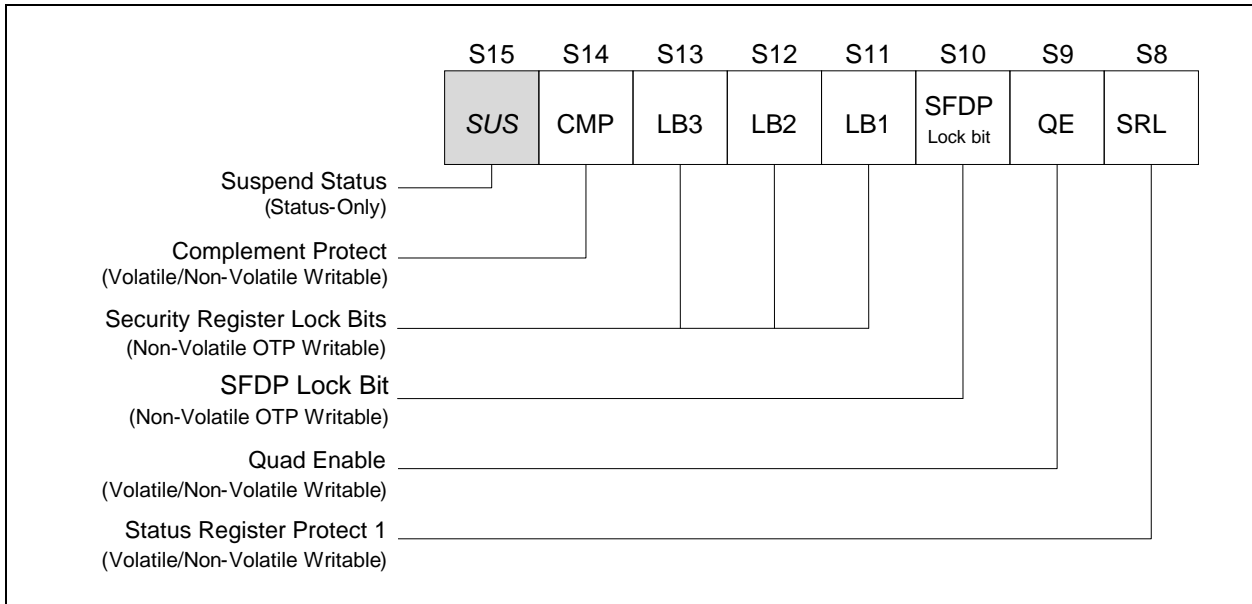 S15 S14 S13 S12 S11 S10 S9 S8
SUS CMP LB3 LB2 LB1 SFDP Lock bit QE SRL
Suspend Status
(Status-Only)
Complement Protect
(Volatile/Non-Volatile Writable)
Security Register Lock Bits
(Non-Volatile OTP Writable)
SFDP Lock Bit
(Non-Volatile OTP Writable)
Quad Enable
(Volatile/Non-Volatile Writable)
Status Register Protect 1
(Volatile/Non-Volatile Writable)